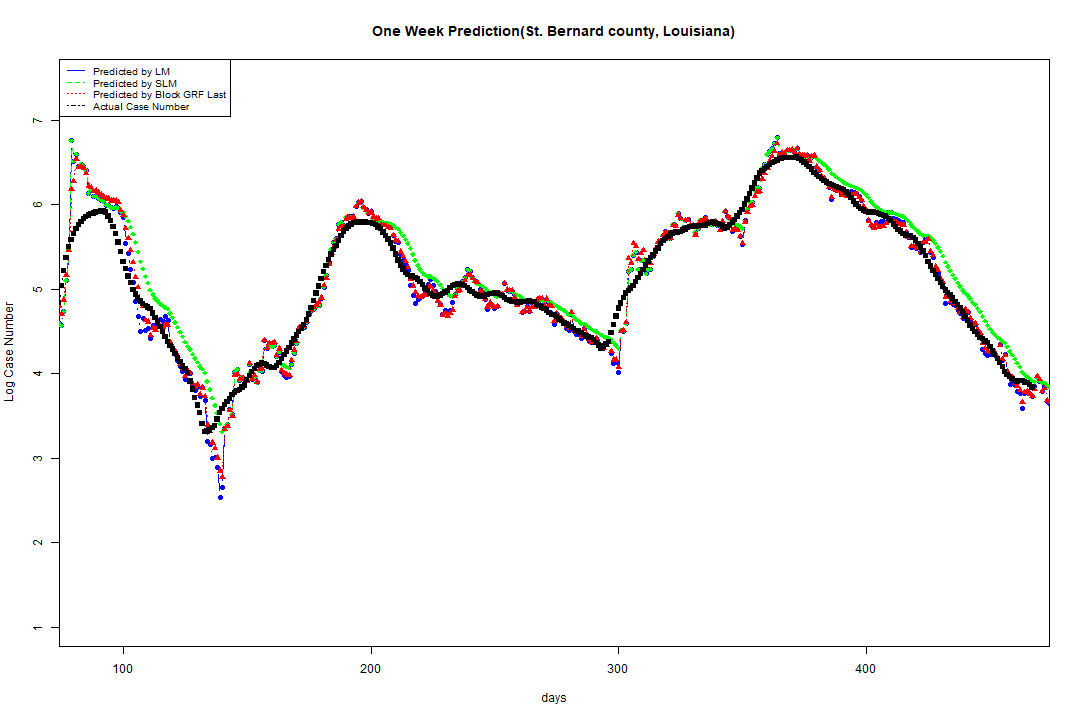 One Week Prediction(St. Bernard county, Louisiana)
Predicted by LM
Predicted by SLM
Predicted by Block GRF Last
Actual Case Number
7
6
5
4
3
2
1
Log Case Number
100 200 300 400
days